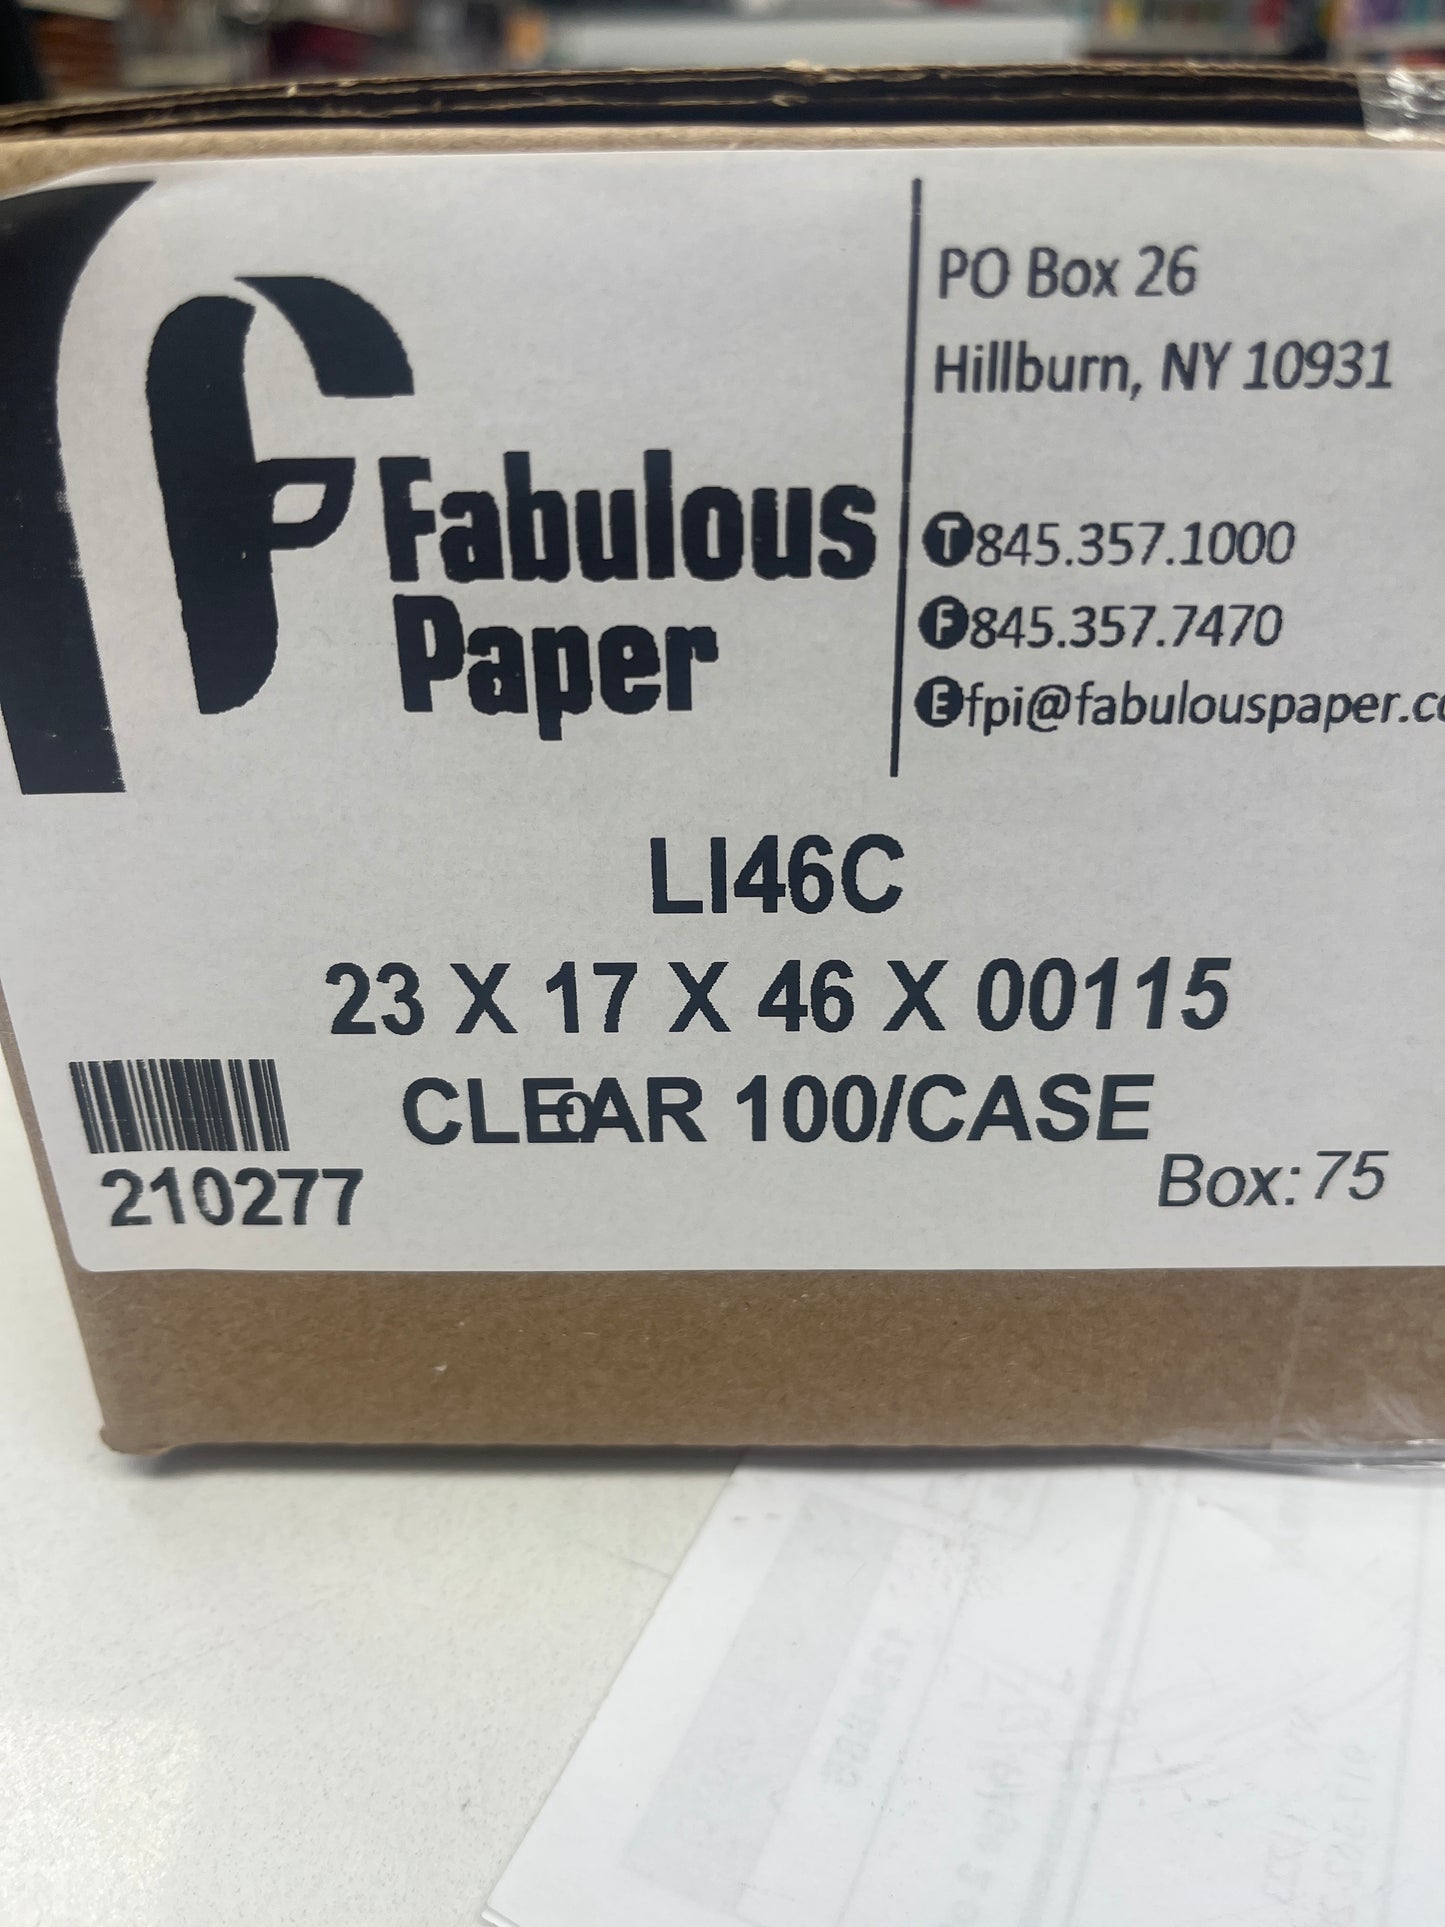 Fabulous
Paper
PO Box 26
Hillburn, NY 10931
T 845.357.1000
F 845.357.7470
E fpi@fabulouspaper.co
LI46C
23 X 17 X 46 X 00115
CLEAR 100/CASE
210277
Box: 75